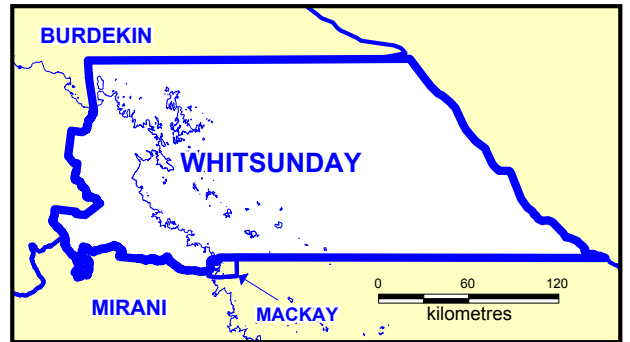 BURDEKIN
WHITSUNDAY
MIRANI
MACKAY
0 60 120
kilometres